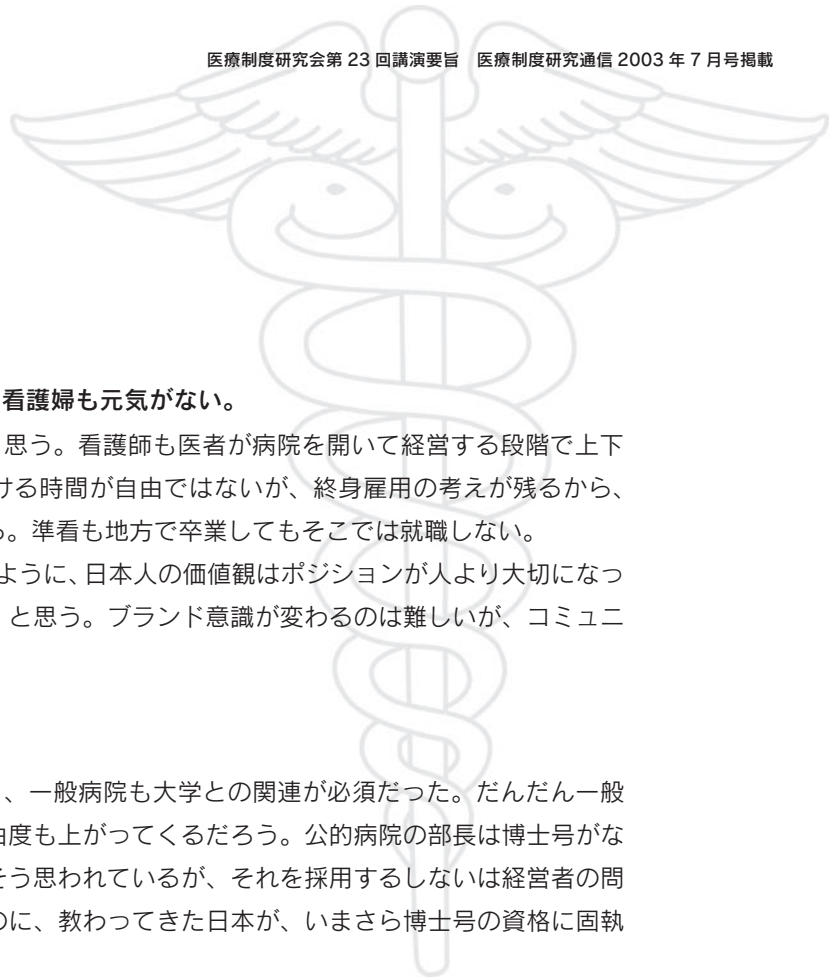 医療制度研究会第 23 回講演要旨　医療制度研究通信 2003 年 7 月号掲載
看護婦も元気がない。
思う。看護師も医者が病院を開いて経営する段階で上下
ける時間が自由ではないが、終身雇用の考えが残るから、
。準看も地方で卒業してもそこでは就職しない。
ように、日本人の価値観はポジションが人より大切になっ
と思う。ブランド意識が変わるのは難しいが、コミュニ
、一般病院も大学との関連が必須だった。だんだん一般
由度も上がってくるだろう。公的病院の部長は博士号がな
そう思われているが、それを採用するしないは経営者の問
のに、教わってきた日本が、いまさら博士号の資格に固執